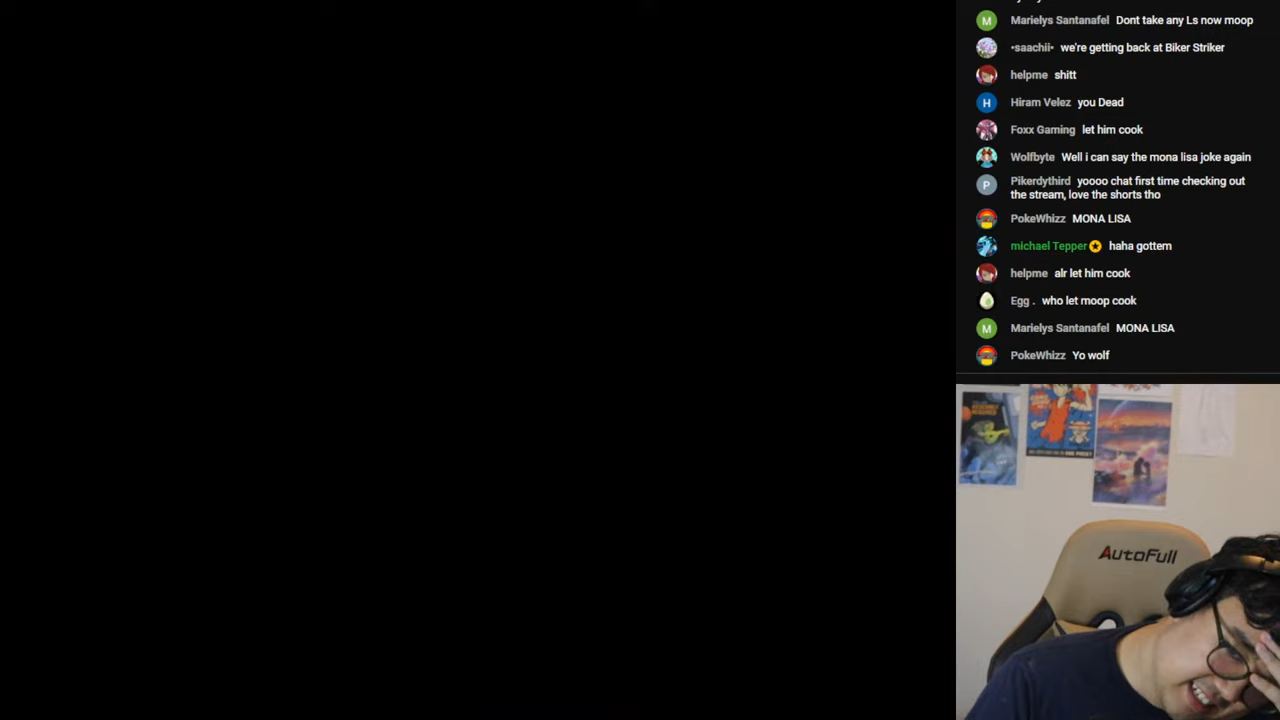 Marielys Santanafel Dont take any Ls now moop
•saachii• we're getting back at Biker Striker
helpme shitt
H Hiram Velez you Dead
Foxx Gaming let him cook
Wolfbyte Well i can say the mona lisa joke again
P Pikerdythird yoooo chat first time checking out
the stream, love the shorts tho
PokeWhizz MONA LISA
michael Tepper haha gottem
helpme alr let him cook
Egg . who let moop cook
M Marielys Santanafel MONA LISA
PokeWhizz Yo wolf
AutoFull